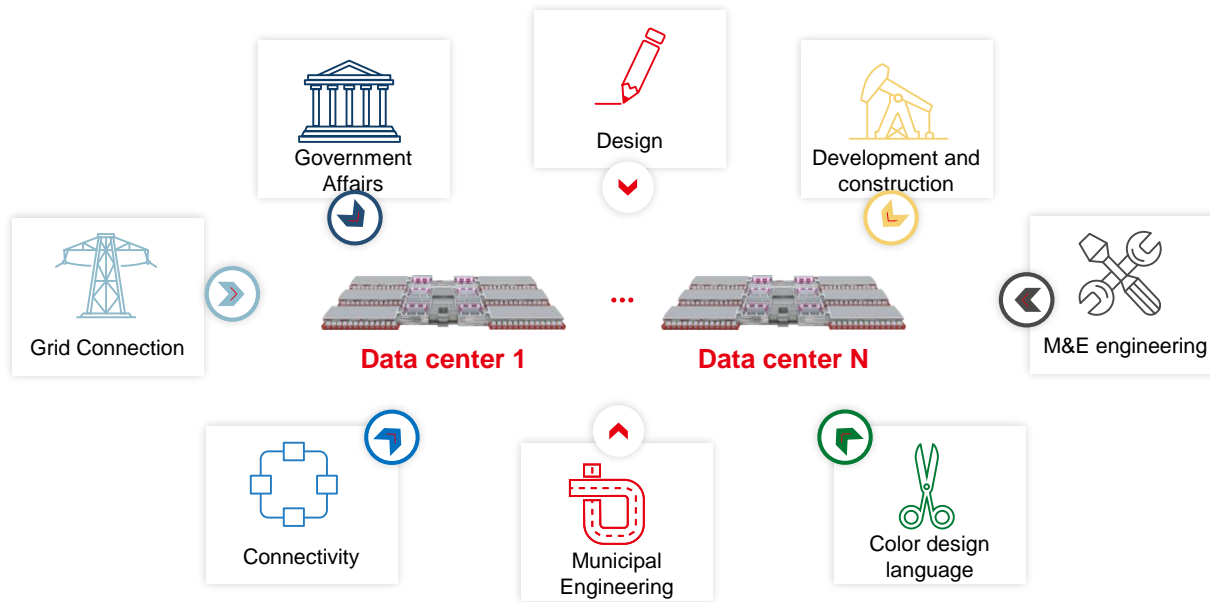 Design
Government
Affairs
Development and
construction
Grid Connection
M&E engineering
...
Data center 1
Data center N
Connectivity
Municipal
Engineering
Color design
language